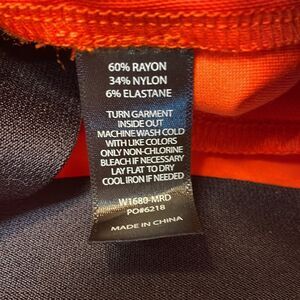 60% RAYON
34% NYLON
6% ELASTANE
TURN GARMENT
INSIDE OUT
MACHINE WASH COLD
WITH LIKE COLORS
ONLY NON-CHLORINE
BLEACH IF NECESSARY
LAY FLAT TO DRY
COOL IRON IF NEEDED
W1680-MRD
PO#6218
MADE IN CHINA